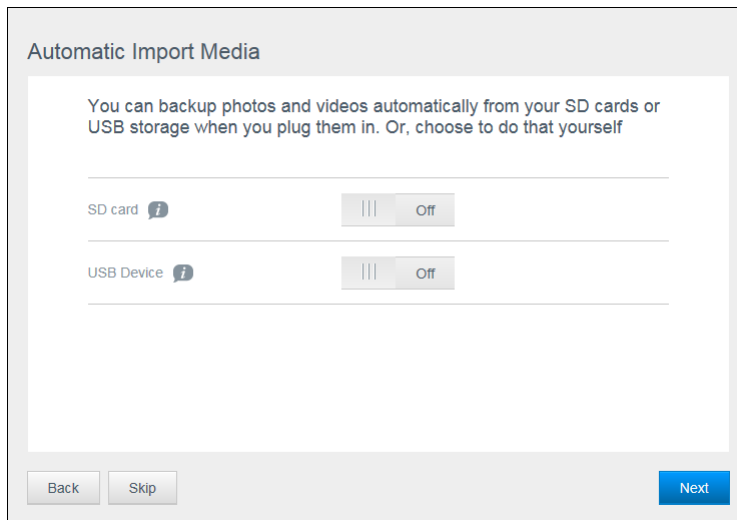 Automatic Import Media
You can backup photos and videos automatically from your SD cards or
USB storage when you plug them in. Or, choose to do that yourself
SD card i Off
USB Device i Off
Back Skip Next